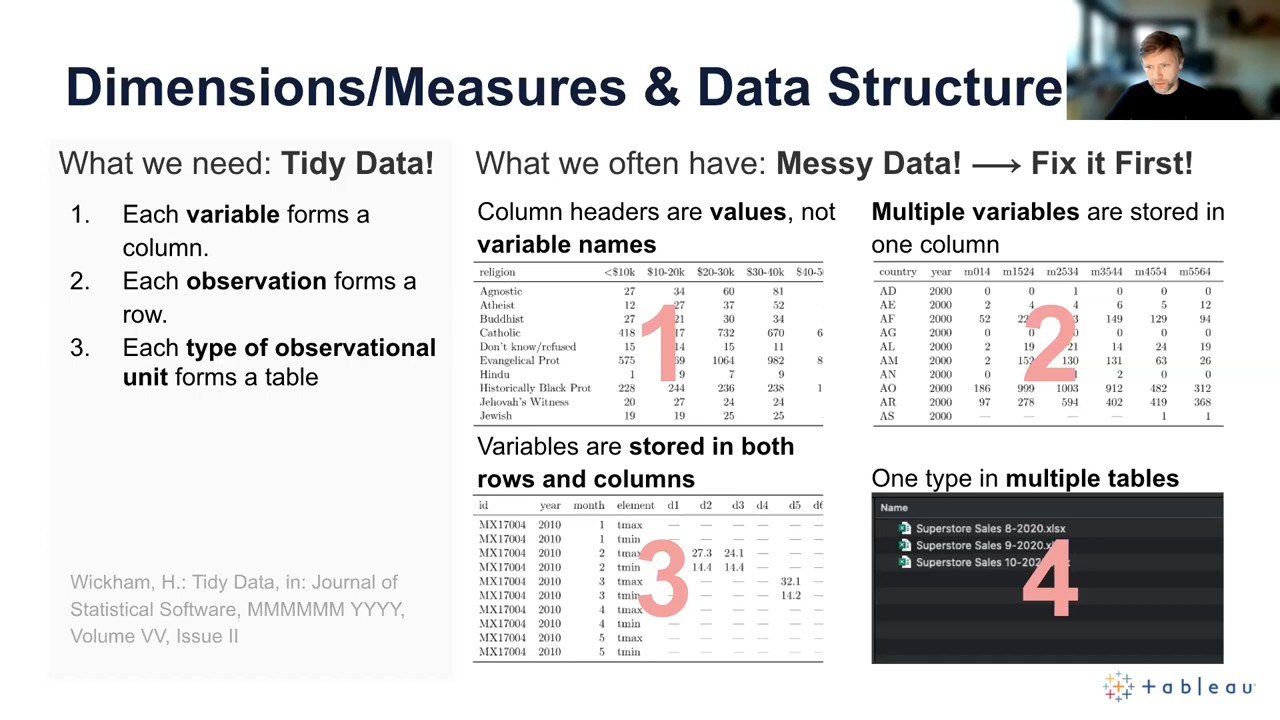 Dimensions/Measures & Data Structure
What we need: Tidy Data!
1. Each variable forms a
column.
2. Each observation forms a
row.
3. Each type of observational
unit forms a table
Wickham, H.: Tidy Data, in: Journal of
Statistical Software, MMMMMM YYYY,
Volume VV, Issue II
What we often have: Messy Data! ⟶ Fix it First!
Column headers are values, not
variable names
religion <$10k $10-20k $20-30k $30-40k
Agnostic 27 34 60 81
Atheist 12 27 37 52
Buddhist 27 21 30 34
Catholic 418 732 670
Don't know/refused 15 14 15 11
Evangelical Prot 575 1064 982
Hindu 1 9 7 9
Historically Black Prot 228 244 236 238
Jehovah's Witness 20 27 24 24
Jewish 19 19 25 25
1
Multiple variables are stored in
one column
country year m014 m1524 m2534 m3544 m4554 m5564
AD 2000 0 0 1 0 0 0
AE 2000 2 4 4 6 5 12
AF 2000 52 149 129 94
AG 2000 0 0 0 0 0 0
AL 2000 2 19 21 14 24 19
AM 2000 2 152 130 131 63 26
AN 2000 0 0 2 0 0
AO 2000 186 999 1003 912 482 312
AR 2000 97 278 594 402 419 368
AS 2000 — — — — 1 1
2
Variables are stored in both
rows and columns
id year month element d1 d2 d3 d4 d5
MX17004 2010 1 tmax — — — — —
MX17004 2010 1 tmin — — — — —
MX17004 2010 2 tmax — 27.3 24.1 — —
MX17004 2010 2 tmin — 14.4 14.4 — —
MX17004 2010 3 tmax — — — — 32.1
MX17004 2010 3 tmin — — — — 14.2
MX17004 2010 4 tmax — — — — —
MX17004 2010 4 tmin — — — — —
MX17004 2010 5 tmax — — — — —
MX17004 2010 5 tmin — — — — —
3
One type in multiple tables
Name
Superstore Sales 8-2020.xlsx
Superstore Sales 9-2020.xlsx
Superstore Sales 10-202
4
+ableau